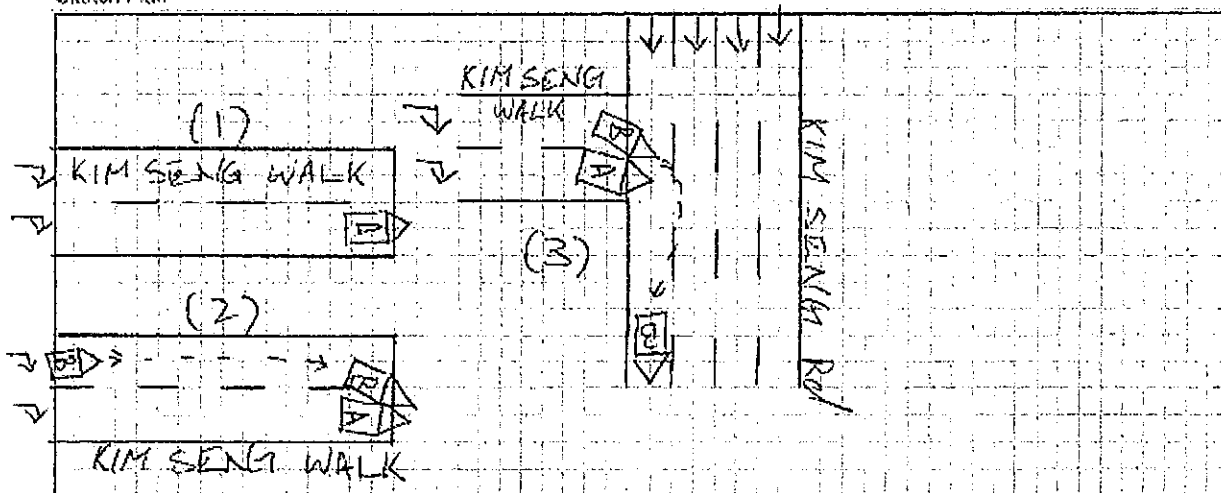 (1)
KIM SENG WALK
A
(2)
B
B
A
KIM SENG WALK
KIM SENG
WALK
B
A
(3)
B
KIM SENG Rd